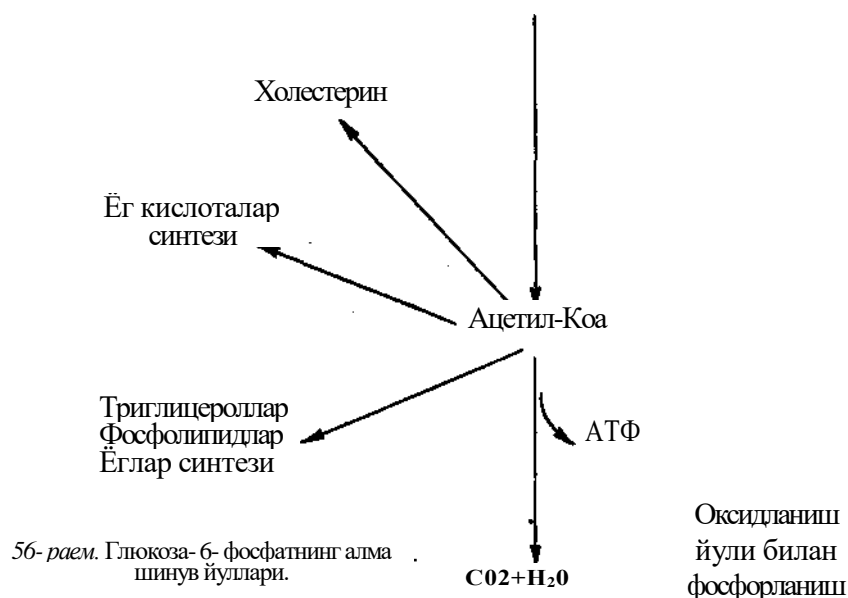 Холестерин
Ёг кислоталар
синтези
Ацетил-Коа
Триглицероллар
Фосфолипидлар
Ёглар синтези
АТФ
56- раем. Глюкоза- 6- фосфатнинг алма
шинув йуллари.
С02+Н₂0
Оксидланиш
йули билан
фосфорланиш